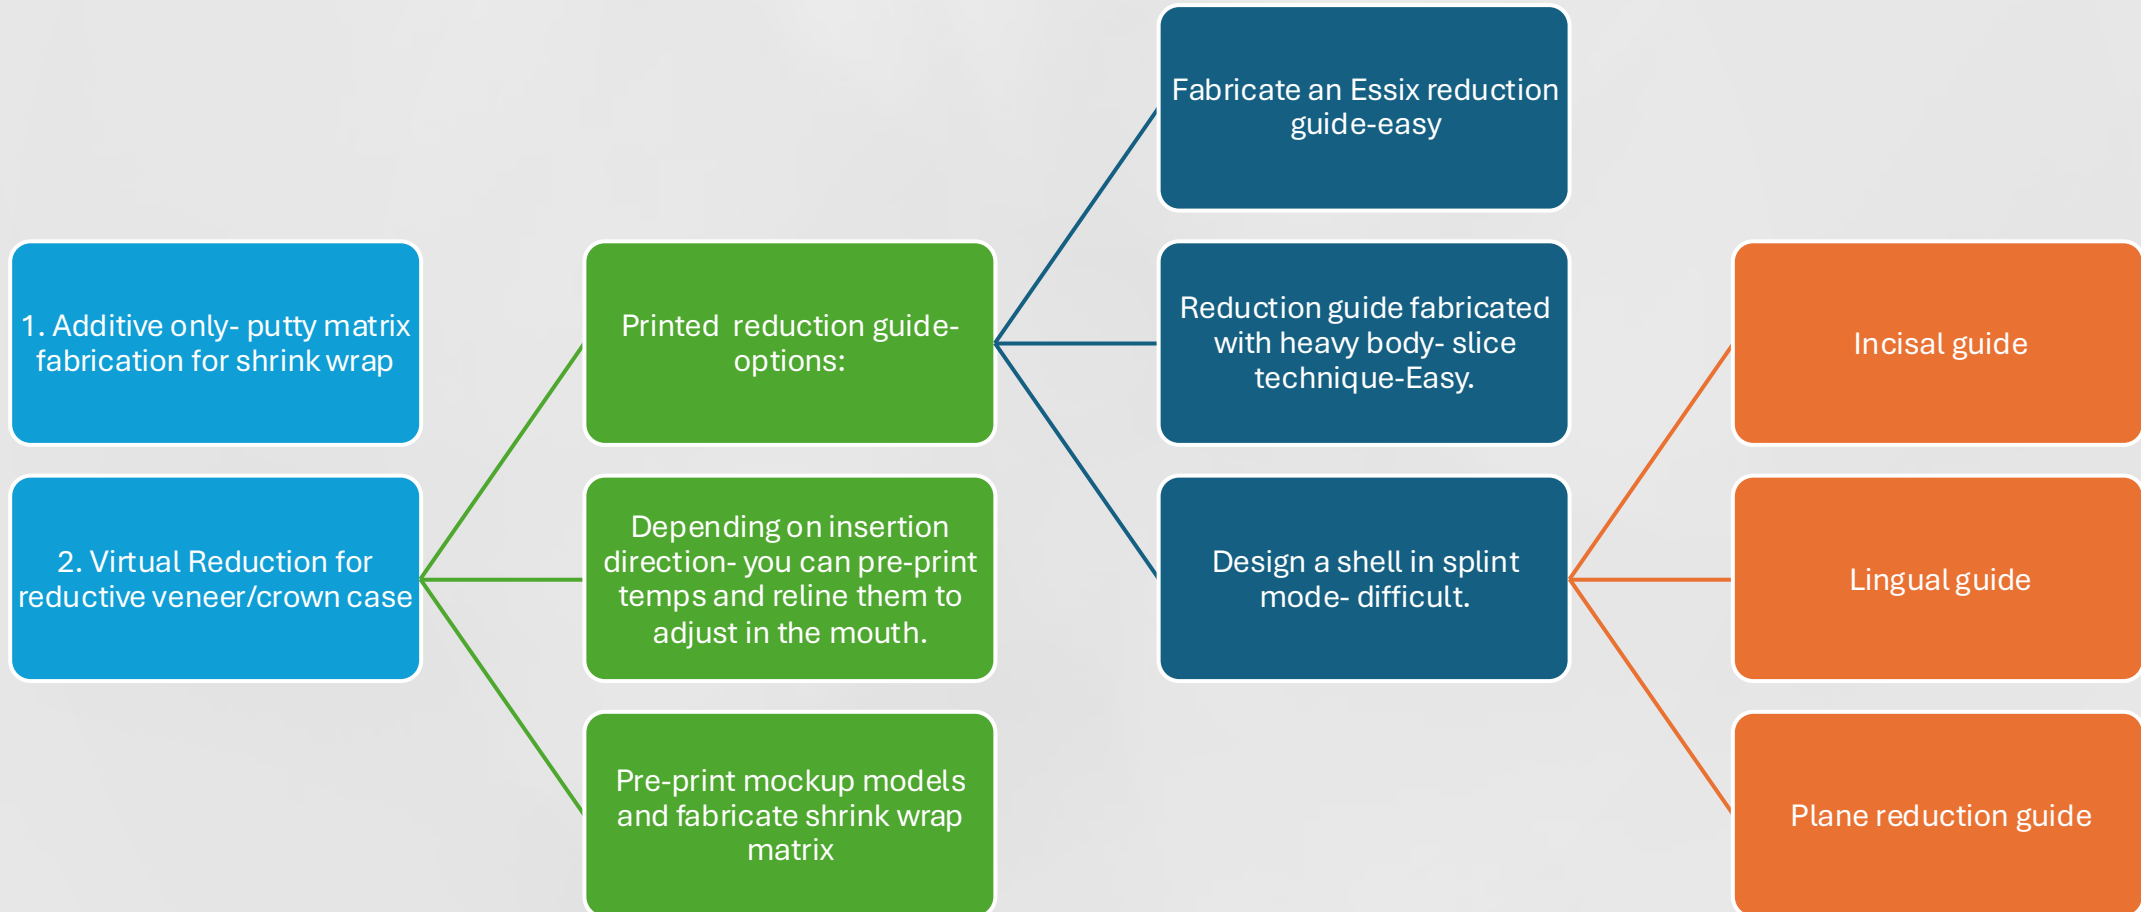 1. Additive only- putty matrix
fabrication for shrink wrap
2. Virtual Reduction for
reductive veneer/crown case
Printed  reduction guide-
options:
Depending on insertion
direction- you can pre-print
temps and reline them to
adjust in the mouth.
Pre-print mockup models
and fabricate shrink wrap
matrix
Fabricate an Essix reduction
guide-easy
Reduction guide fabricated
with heavy body- slice
technique-Easy.
Design a shell in splint
mode- difficult.
Incisal guide
Lingual guide
Plane reduction guide